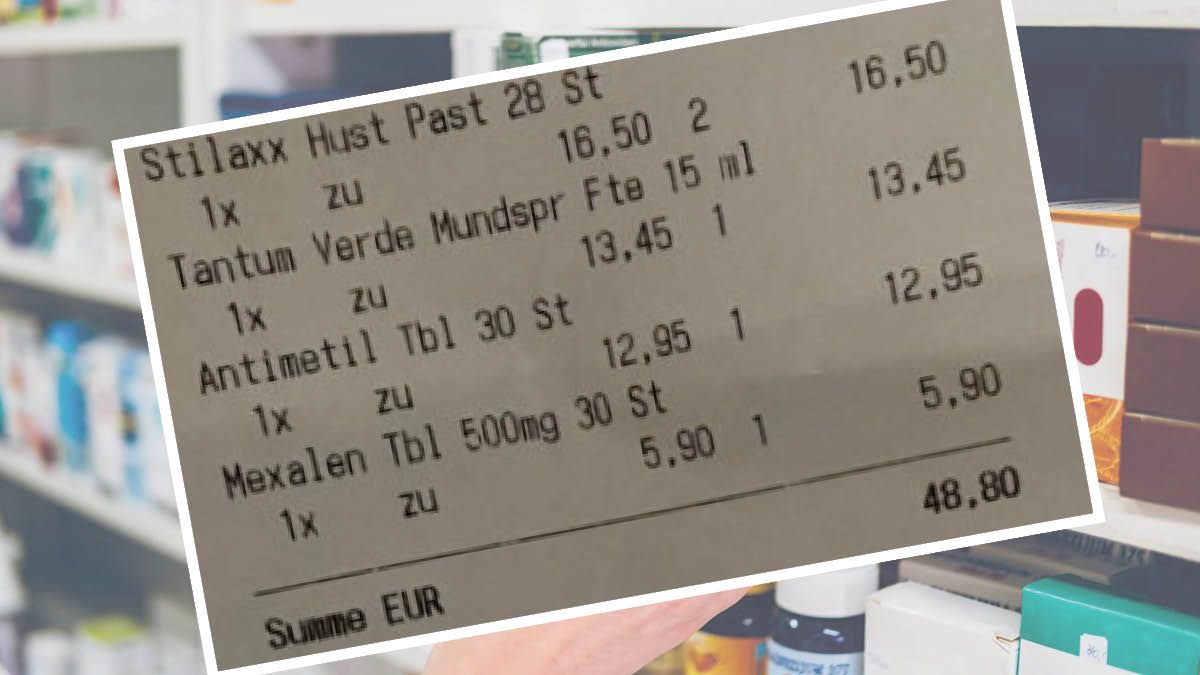 Stilaxx Hust Past 28 St
1x zu 16,50 2 16,50
Tantum Verde Mundspr Fte 15 ml
1x zu 13,45 1 13,45
Antimetil Tbl 30 St
1x zu 12,95 1 12,95
Mexalen Tbl 500mg 30 St
1x zu 5,90 1 5,90
Summe EUR 48,80